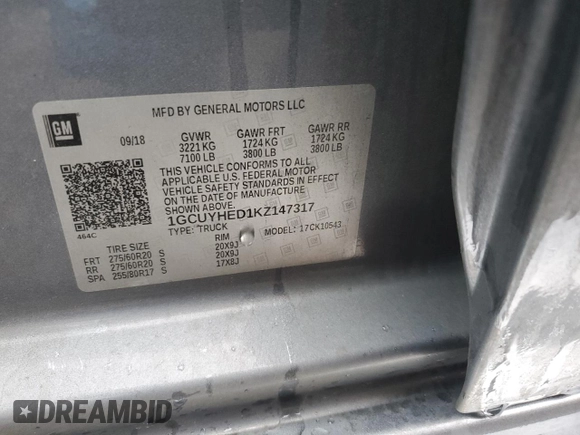 MFD BY GENERAL MOTORS LLC
GM
09/18 GVWR GAWR FRT GAWR RR
3221 KG 1724 KG 1724 KG
7100 LB 3800 LB 3800 LB
THIS VEHICLE CONFORMS TO ALL
APPLICABLE U.S. FEDERAL MOTOR
VEHICLE SAFETY STANDARDS IN EFFECT
ON THE DATE OF MANUFACTURE
SHOWN ABOVE.
1GCUYHED1KZ147317
464C
TYPE: TRUCK MODEL: 17CK10543
TIRE SIZE RIM
FRT 275/60R20 S 20X9J
RR 275/60R20 S 20X9J
SPA 255/80R17 S 17X8J
DREAMBID